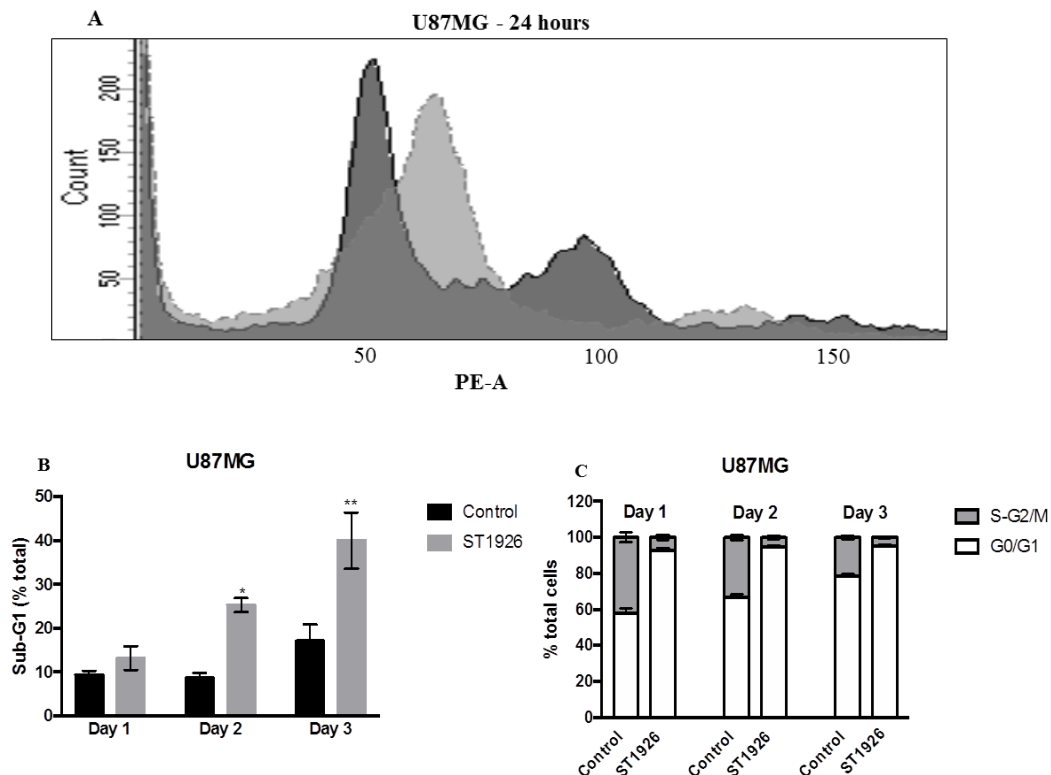 A
U87MG - 24 hours
Count
200
150
100
50
50 100 150
PE-A
B
U87MG
Sub-G1 (% total)
50
40
30
20
10
0
*
**
Day 1 Day 2 Day 3
Control
ST1926
C
U87MG
% total cells
120
100
80
60
40
20
0
Day 1 Day 2 Day 3
Control ST1926 Control ST1926 Control ST1926
S-G2/M
G0/G1